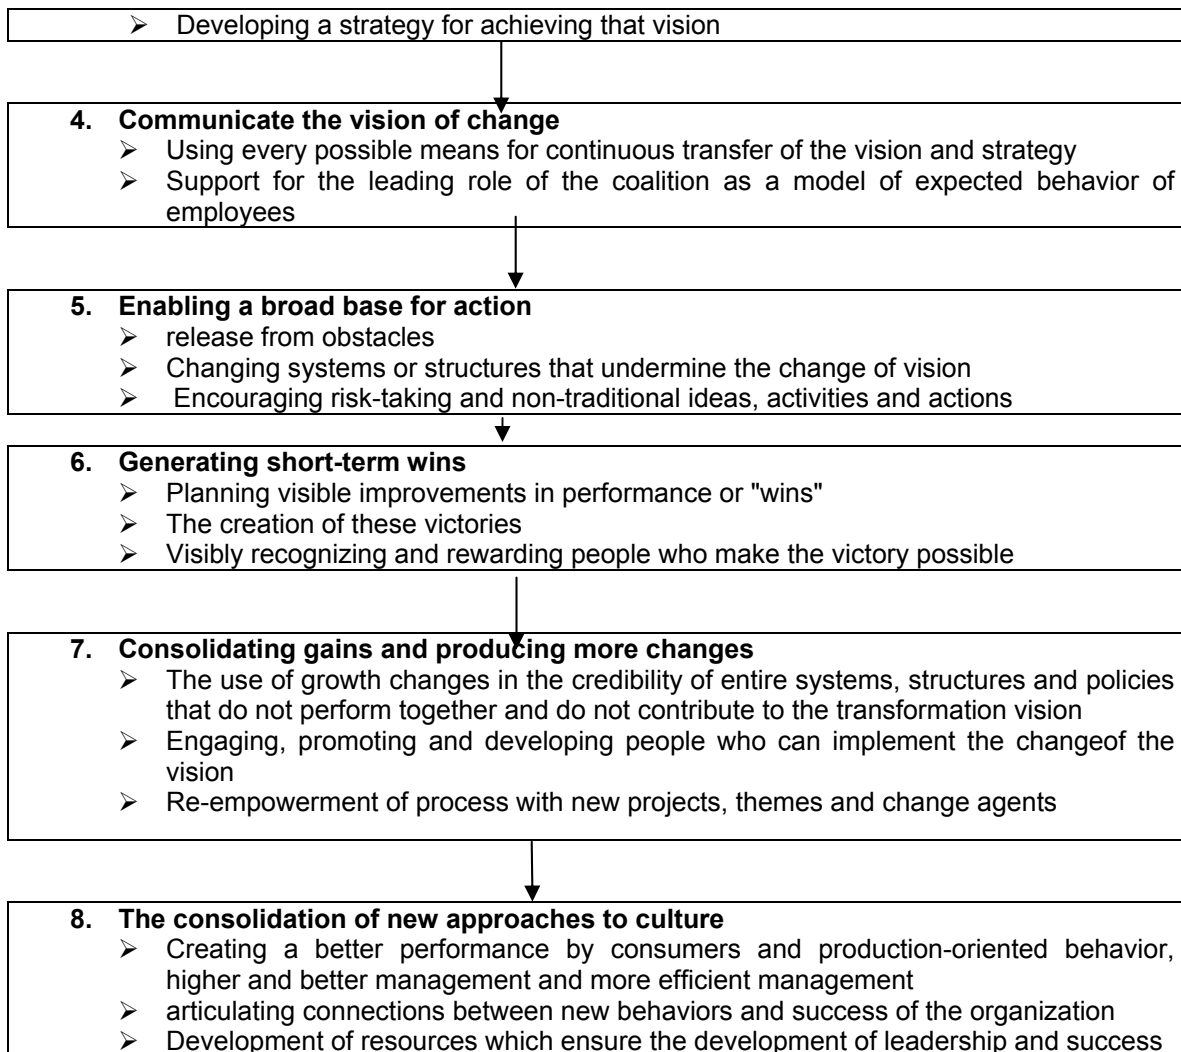 ➢ Developing a strategy for achieving that vision
4. Communicate the vision of change
➢ Using every possible means for continuous transfer of the vision and strategy
➢ Support for the leading role of the coalition as a model of expected behavior of
employees
5. Enabling a broad base for action
➢ release from obstacles
➢ Changing systems or structures that undermine the change of vision
➢ Encouraging risk-taking and non-traditional ideas, activities and actions
6. Generating short-term wins
➢ Planning visible improvements in performance or "wins"
➢ The creation of these victories
➢ Visibly recognizing and rewarding people who make the victory possible
7. Consolidating gains and producing more changes
➢ The use of growth changes in the credibility of entire systems, structures and policies
that do not perform together and do not contribute to the transformation vision
➢ Engaging, promoting and developing people who can implement the changeof the
vision
➢ Re-empowerment of process with new projects, themes and change agents
8. The consolidation of new approaches to culture
➢ Creating a better performance by consumers and production-oriented behavior,
higher and better management and more efficient management
➢ articulating connections between new behaviors and success of the organization
➢ Development of resources which ensure the development of leadership and success